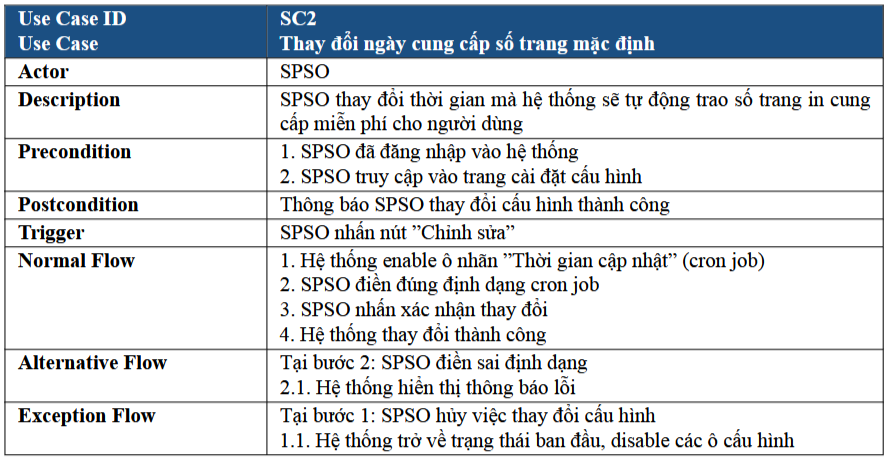 Use Case ID SC2
Use Case Thay đổi ngày cung cấp số trang mặc định
Actor SPSO
Description SPSO thay đổi thời gian mà hệ thống sẽ tự động trao số trang in cung
cấp miễn phí cho người dùng
Precondition 1. SPSO đã đăng nhập vào hệ thống
2. SPSO truy cập vào trang cài đặt cấu hình
Postcondition Thông báo SPSO thay đổi cấu hình thành công
Trigger SPSO nhấn nút ”Chỉnh sửa”
Normal Flow 1. Hệ thống enable ô nhãn ”Thời gian cập nhật” (cron job)
2. SPSO điền đúng định dạng cron job
3. SPSO nhấn xác nhận thay đổi
4. Hệ thống thay đổi thành công
Alternative Flow Tại bước 2: SPSO điền sai định dạng
2.1. Hệ thống hiển thị thông báo lỗi
Exception Flow Tại bước 1: SPSO hủy việc thay đổi cấu hình
1.1. Hệ thống trở về trạng thái ban đầu, disable các ô cấu hình